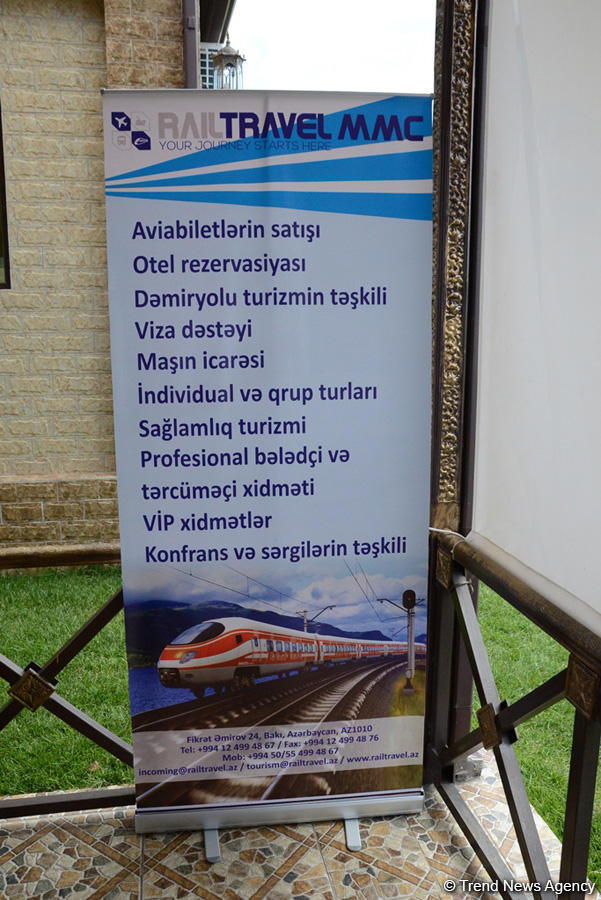 RAILTRAVEL MMC
YOUR JOURNEY STARTS HERE
Aviabiletlərin satışı
Otel rezervasiyası
Dəmiryolu turizmin təşkili
Viza dəstəyi
Maşın icarəsi
İndividual və qrup turları
Sağlamlıq turizmi
Profesional bələdçi və
tərcüməçi xidməti
VİP xidmətlər
Konfrans və sərgilərin təşkili
Fikrət Əmirov 24, Bakı, Azərbaycan, AZ1010
Tel: +994 12 499 48 67 / Fax: +994 12 499 48 76
Mob: +994 50/55 499 48 67
incoming@railtravel.az / tourism@railtravel.az / www.railtravel.az
© Trend News Agency